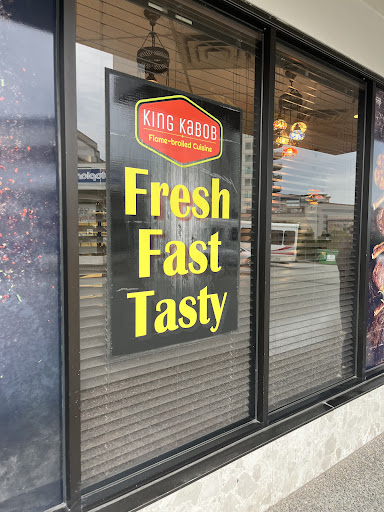 KING KABOB
Flame-broiled Cuisine
Fresh
Fast
Tasty